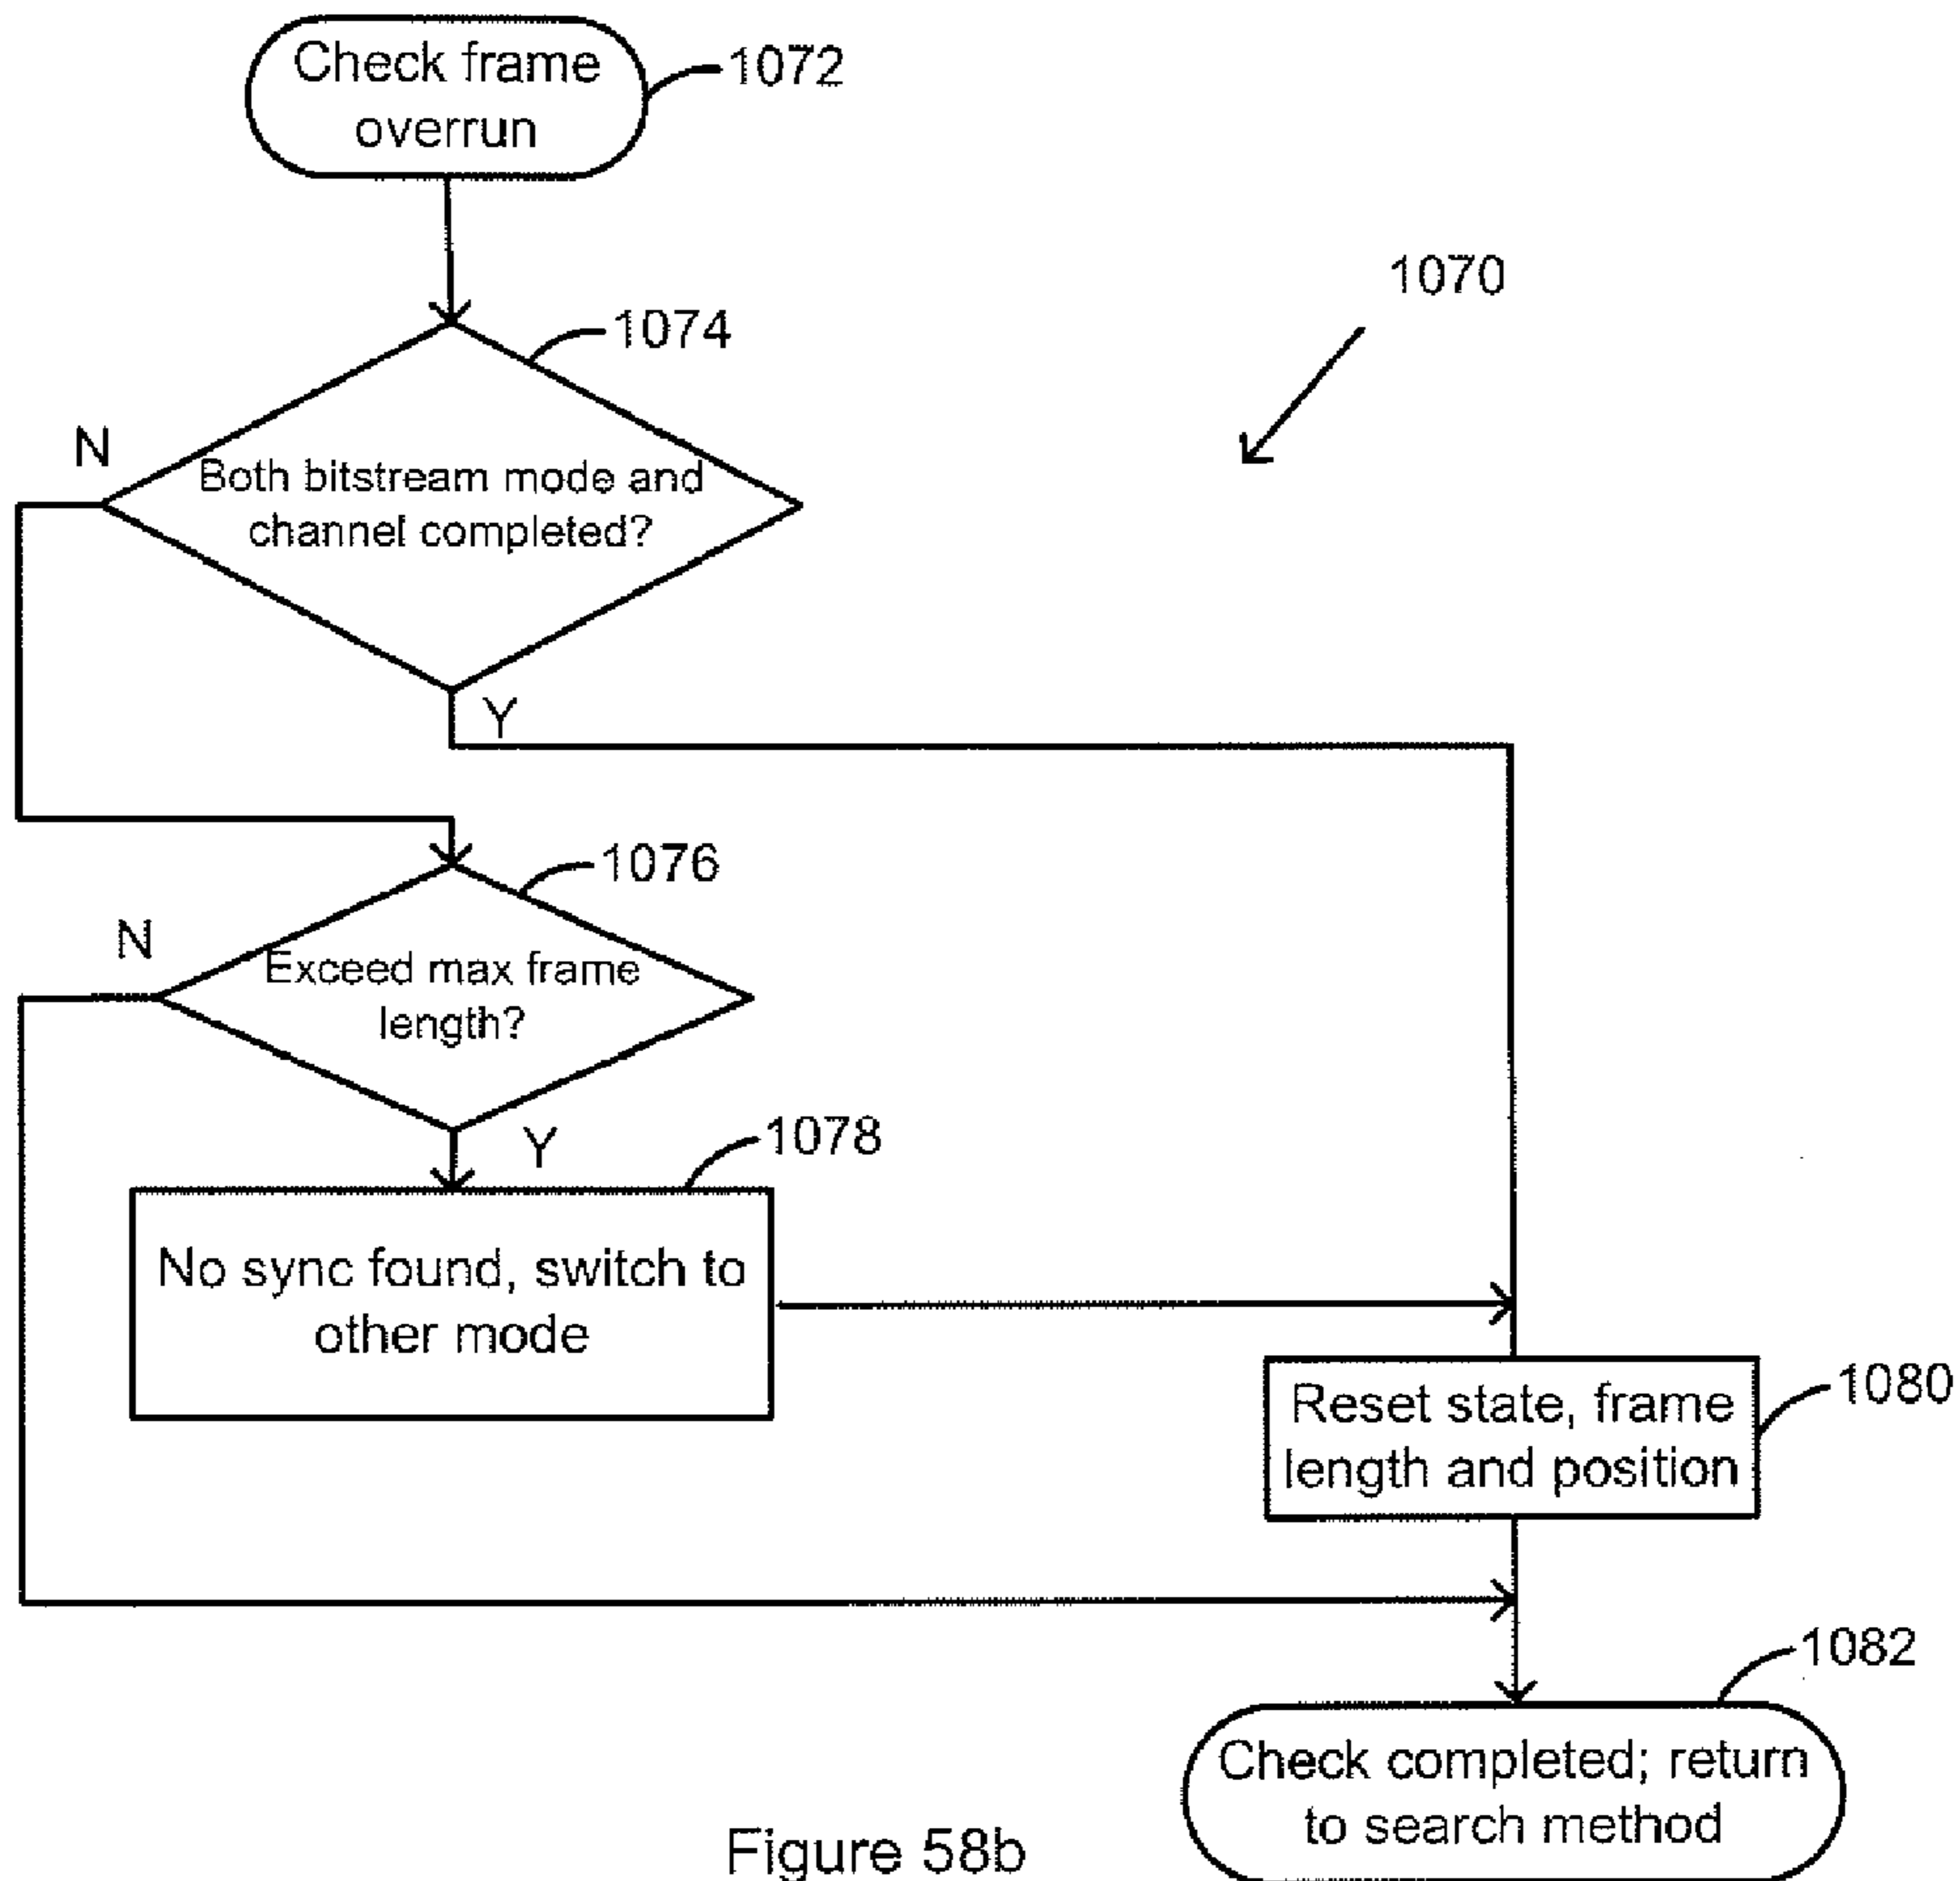 Check frame
overrun
1072
1070
1074
N
Both bitstream mode and
channel completed?
Y
1076
N
Exceed max frame
length?
Y
1078
No sync found, switch to
other mode
1080
Reset state, frame
length and position
1082
Check completed; return
to search method
Figure 58b